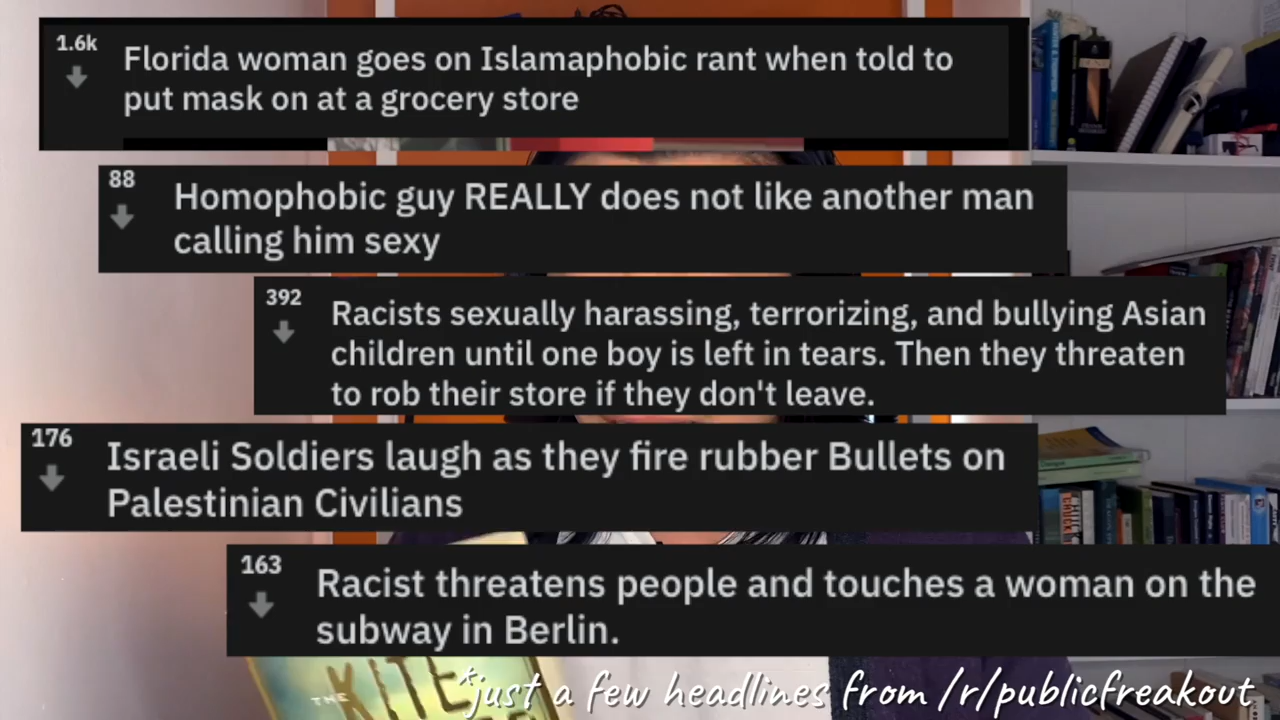 1.6k
Florida woman goes on Islamaphobic rant when told to
put mask on at a grocery store
88
Homophobic guy REALLY does not like another man
calling him sexy
392
Racists sexually harassing, terrorizing, and bullying Asian
children until one boy is left in tears. Then they threaten
to rob their store if they don't leave.
176
Israeli Soldiers laugh as they fire rubber Bullets on
Palestinian Civilians
163
Racist threatens people and touches a woman on the
subway in Berlin.
THE KITE
*just a few headlines from /r/publicfreakout